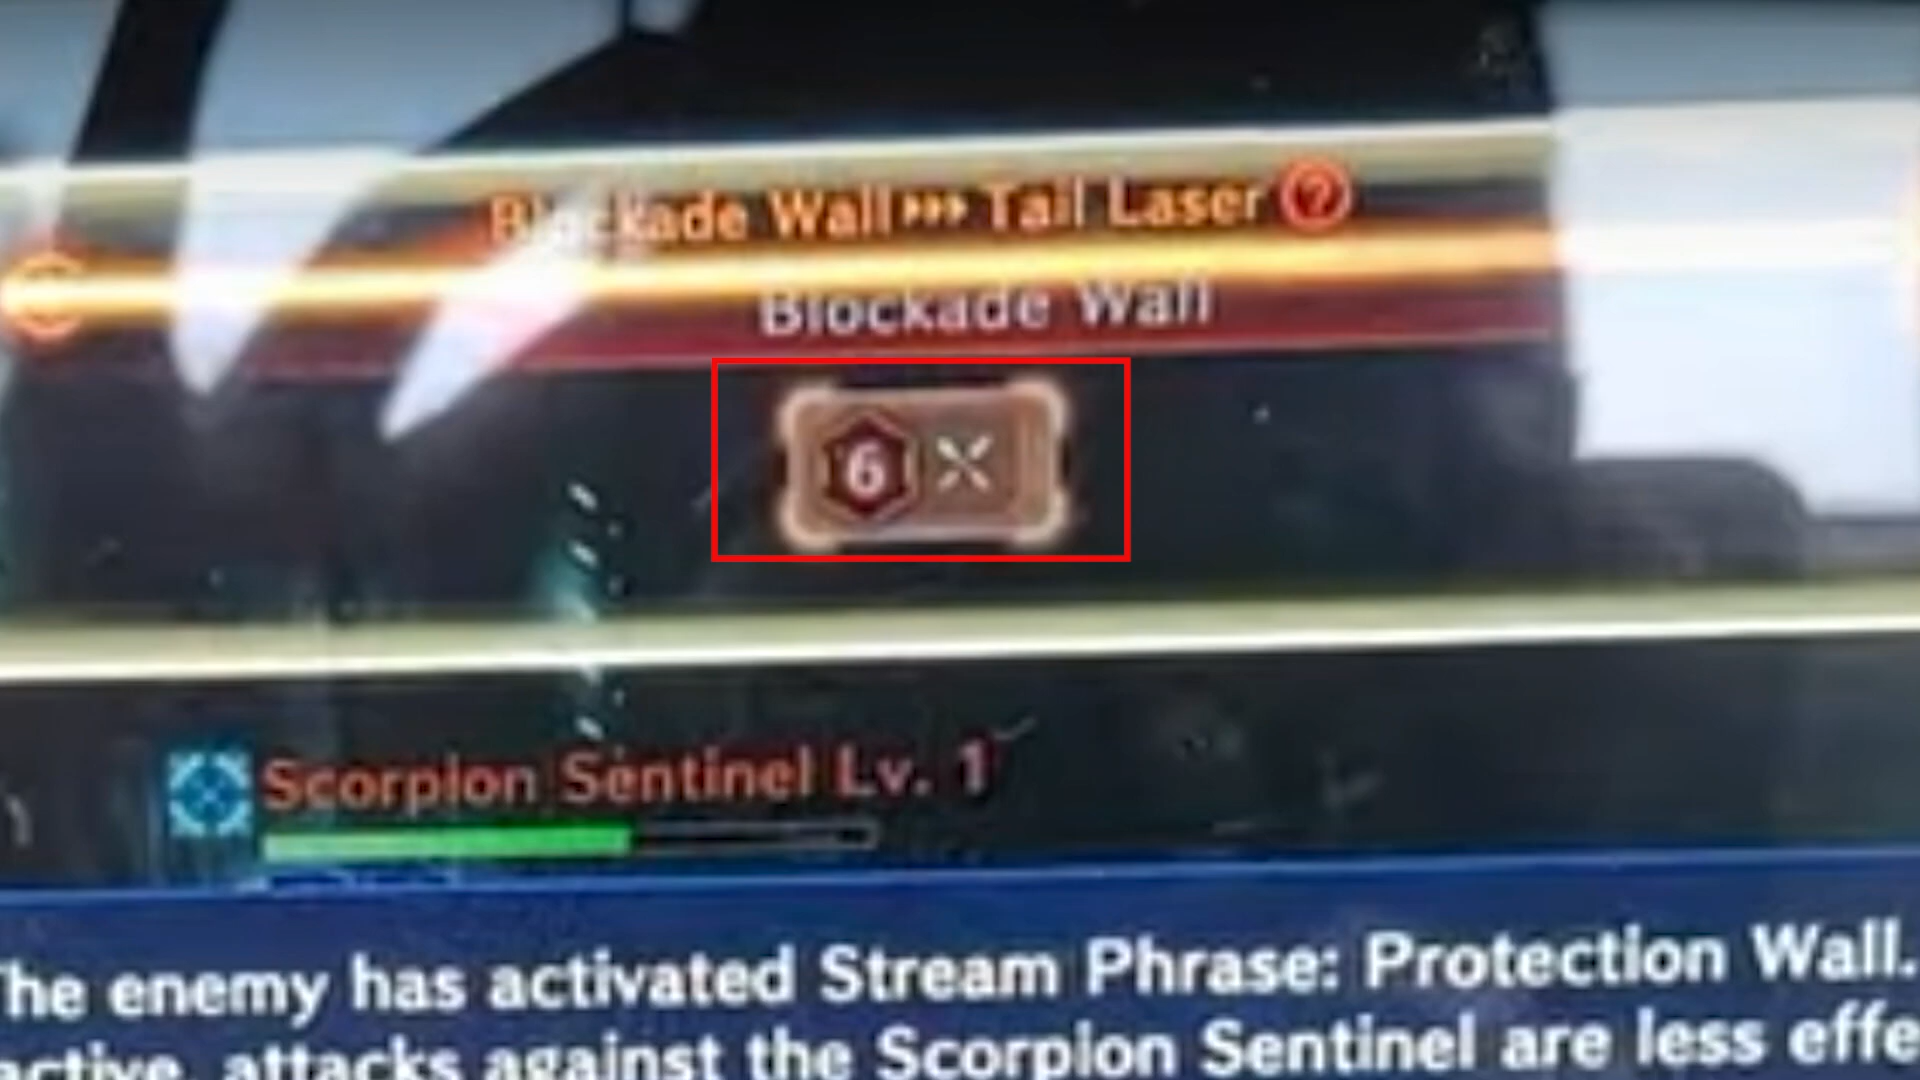 Blockade Wall▸▸▸Tail Laser ?
Blockade Wall
6
Scorpion Sentinel Lv. 1
The enemy has activated Stream Phrase: Protection Wall.
active, attacks against the Scorpion Sentinel are less